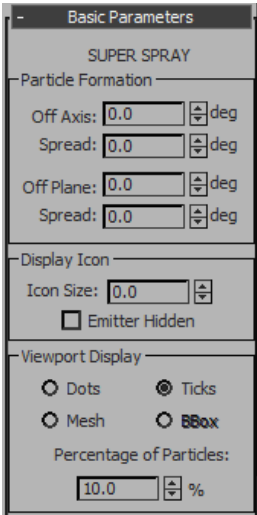 - Basic Parameters
SUPER SPRAY
Particle Formation
Off Axis: 0.0 deg
Spread: 0.0 deg
Off Plane: 0.0 deg
Spread: 0.0 deg
Display Icon
Icon Size: 0.0
Emitter Hidden
Viewport Display
Dots Ticks
Mesh BBox
Percentage of Particles:
10.0 %